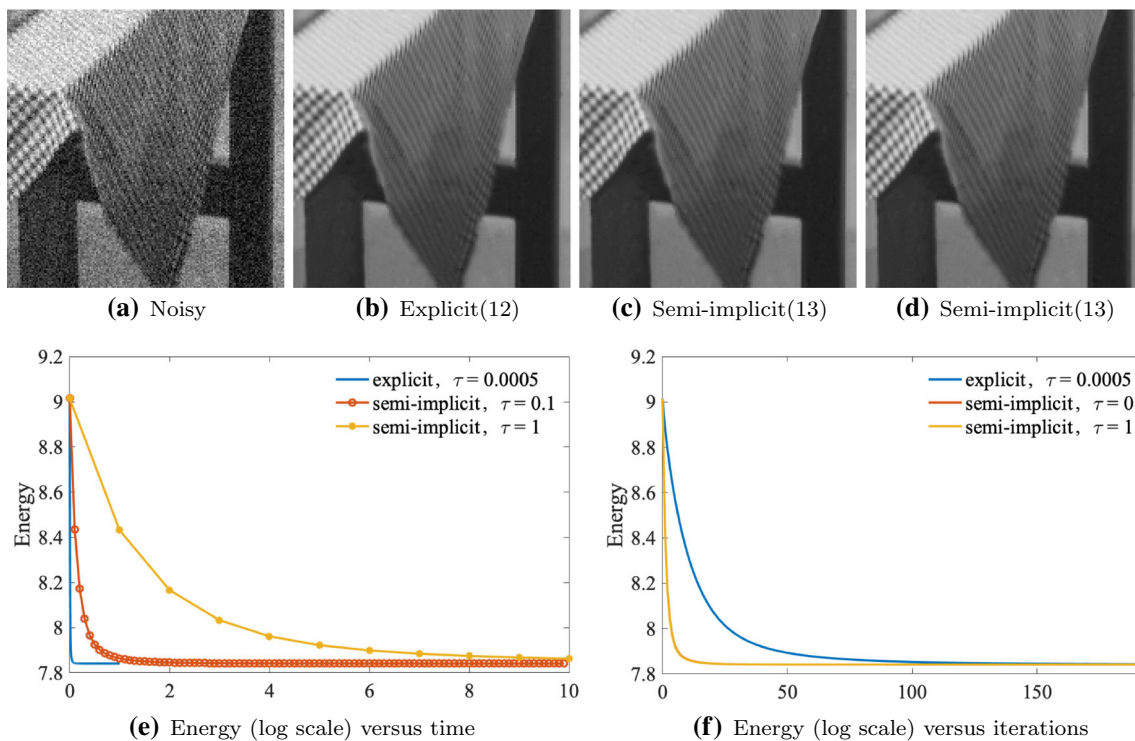 (a) Noisy
(b) Explicit(12)
(c) Semi-implicit(13)
(d) Semi-implicit(13)
9.2
9
8.8
8.6
8.4
8.2
8
7.8
Energy
explicit, τ = 0.0005
semi-implicit, τ = 0.1
semi-implicit, τ = 1
0 2 4 6 8 10
(e) Energy (log scale) versus time
9.2
9
8.8
8.6
8.4
8.2
8
7.8
Energy
explicit, τ = 0.0005
semi-implicit, τ = 0
semi-implicit, τ = 1
0 50 100 150
(f) Energy (log scale) versus iterations